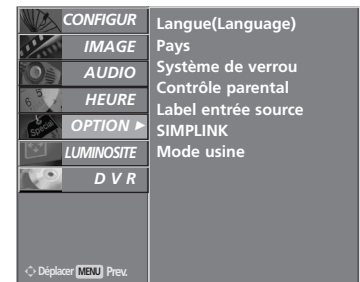 CONFIGUR
IMAGE
AUDIO
HEURE
OPTION ►
LUMINOSITE
D V R
Langue(Language)
Pays
Système de verrou
Contrôle parental
Label entrée source
SIMPLINK
Mode usine
Déplacer MENU Prev.